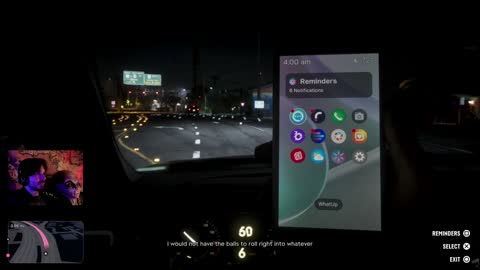 4:00 am
Reminders
6 Notifications
WhatUp
60
6
I would not have the balls to roll right into whatever
REMINDERS
SELECT
EXIT